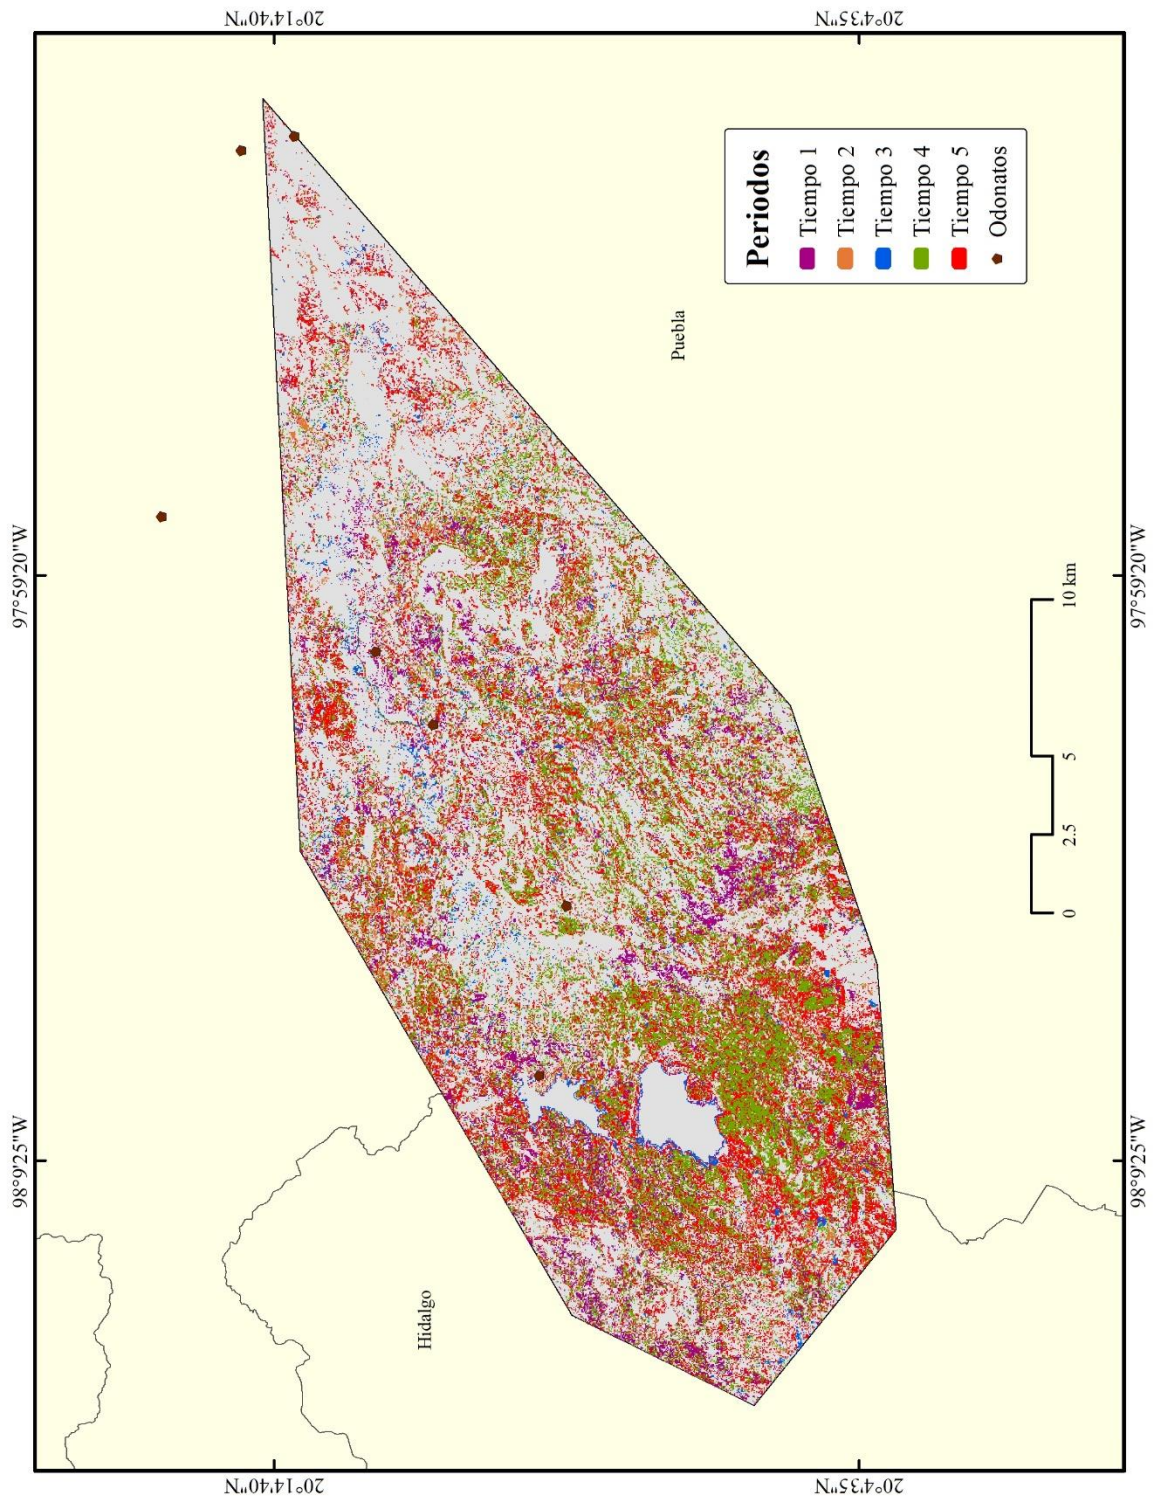 98°9'25"W
97°59'20"W
20°14'40"N
20°14'40"N
Hidalgo
Puebla
Periodos
Tiempo 1
Tiempo 2
Tiempo 3
Tiempo 4
Tiempo 5
Odonatos
20°4'35"N
20°4'35"N
0
2.5
5
10 km
98°9'25"W
97°59'20"W